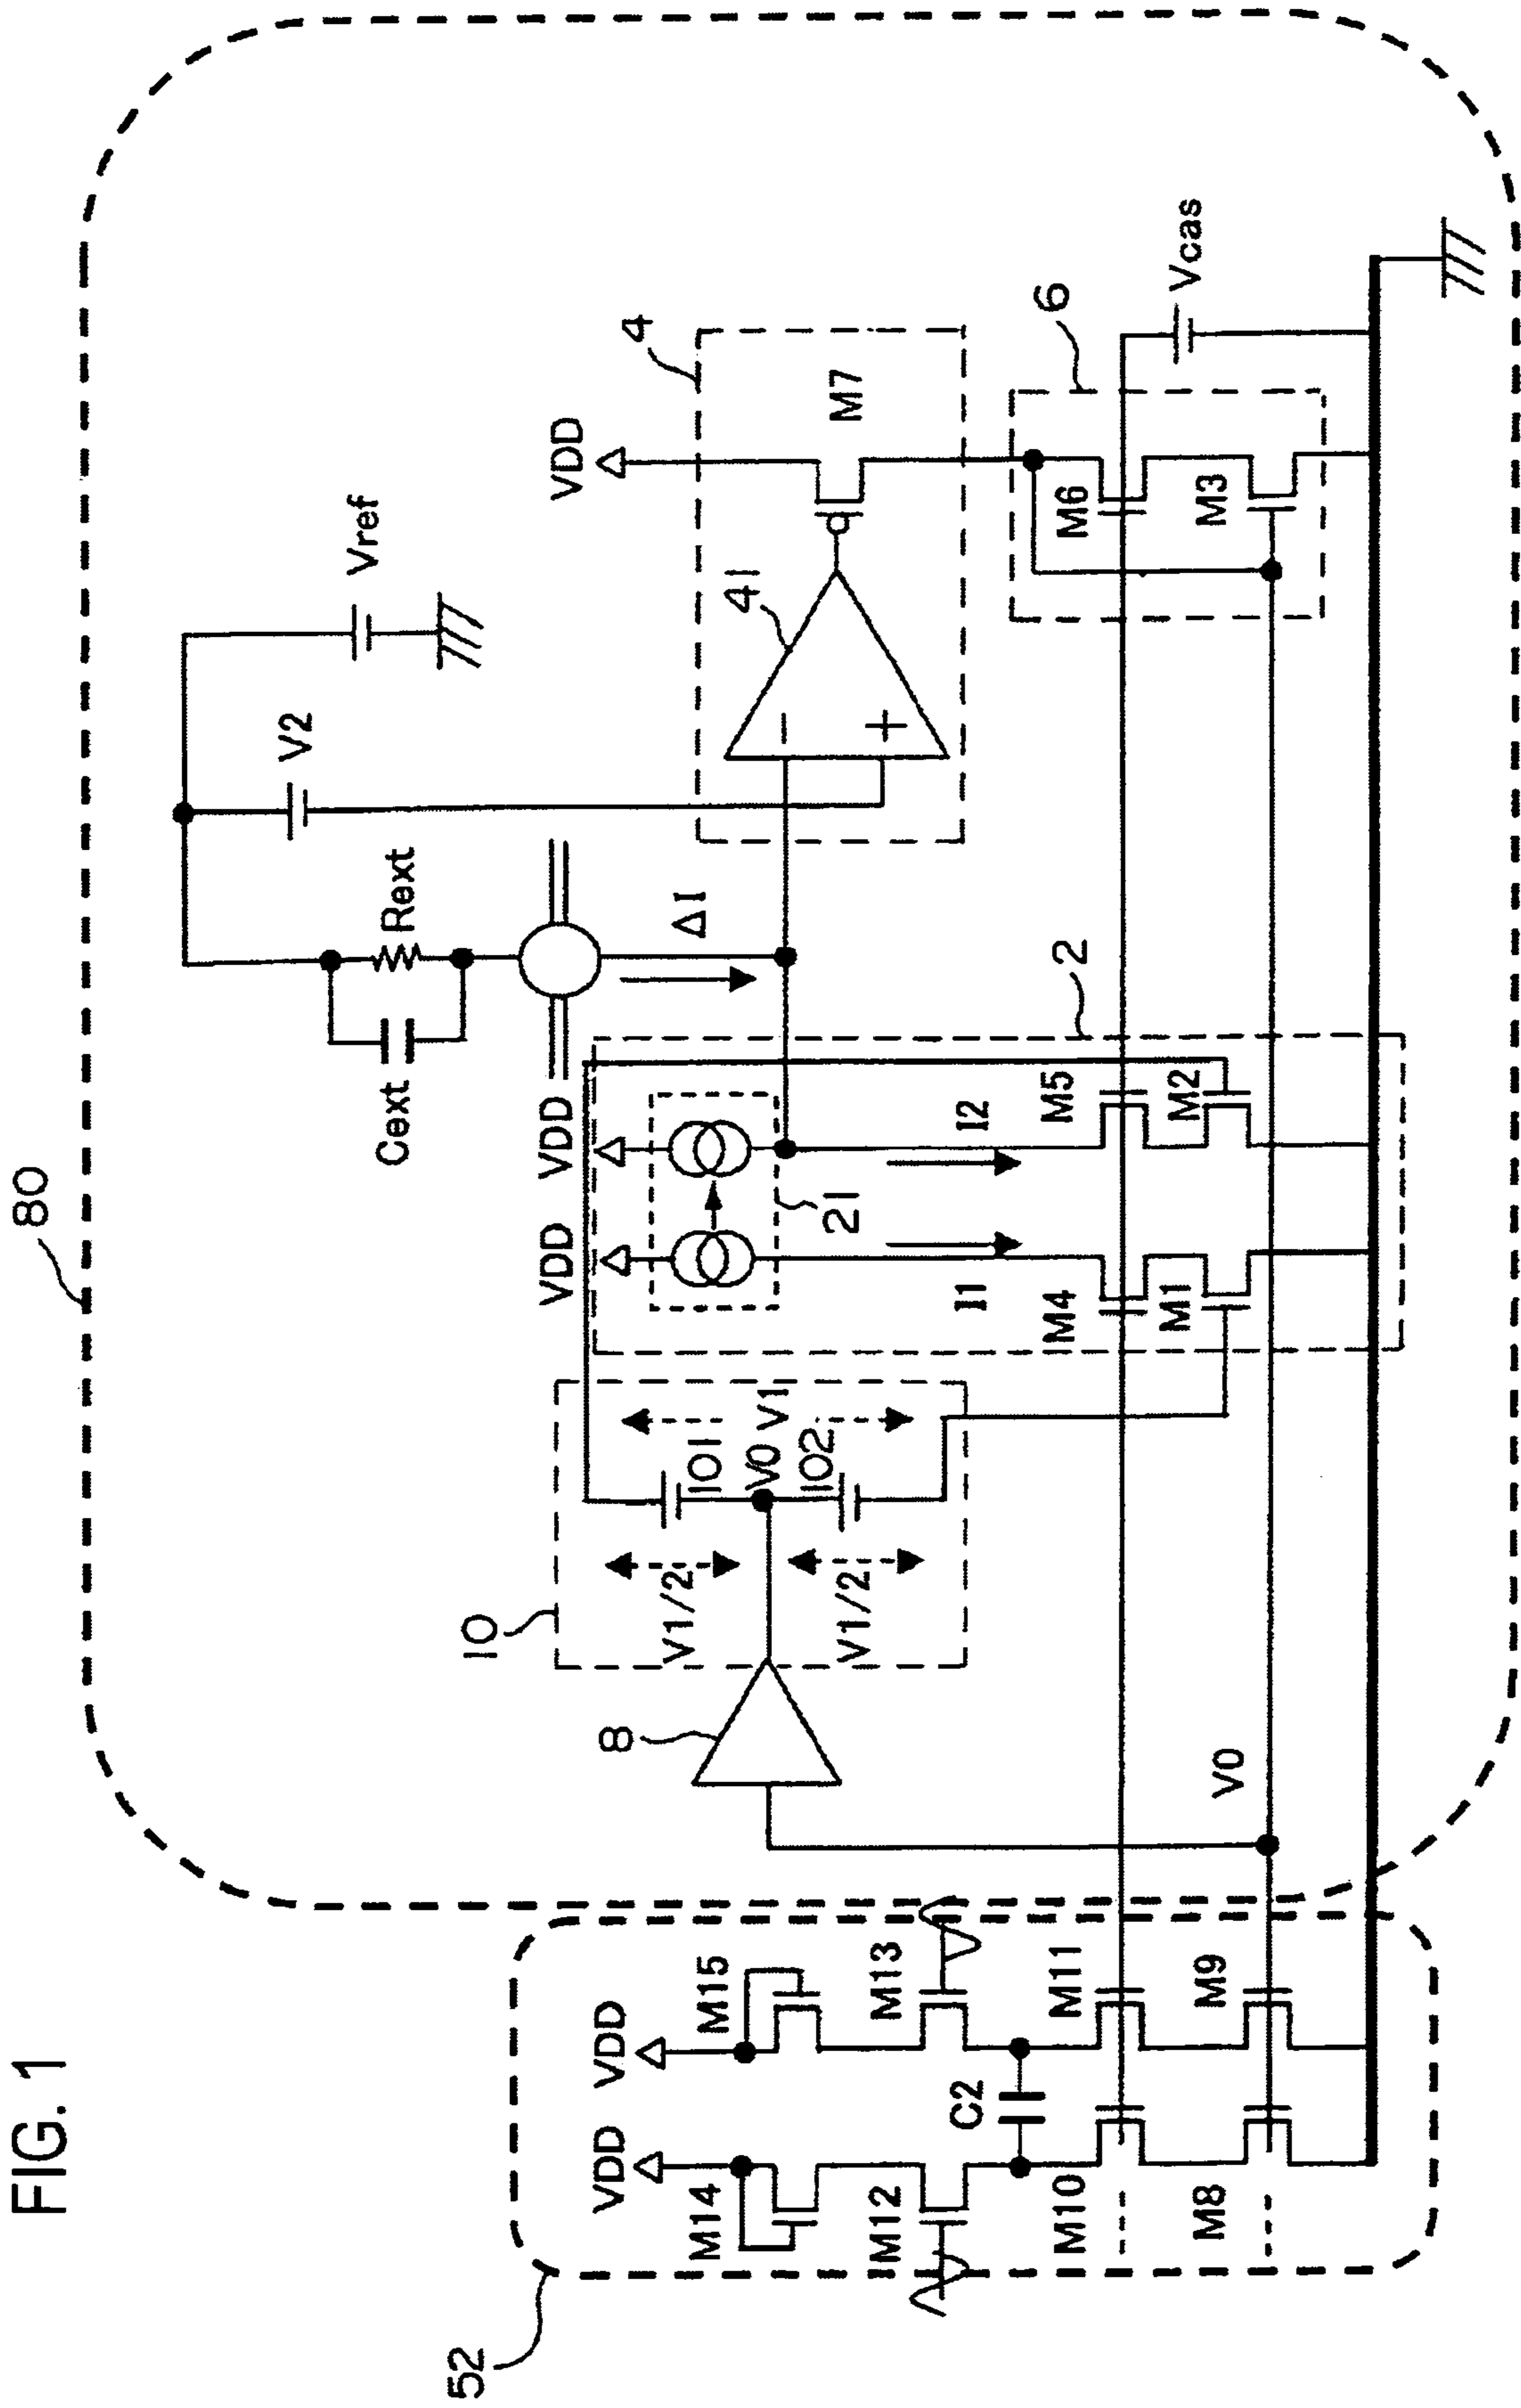 FIG. 1
80
52
VDD
VDD
M14
M15
M12
M13
C2
M10
M11
M8
M9
V0
8
10
V1/2
V1/2
101
V0
102
V1
VDD
VDD
21
I1
I2
M4
M5
M1
M2
2
Cext
Rext
ΔI
V2
Vref
41
−
+
4
VDD
M7
6
M6
M3
Vcas